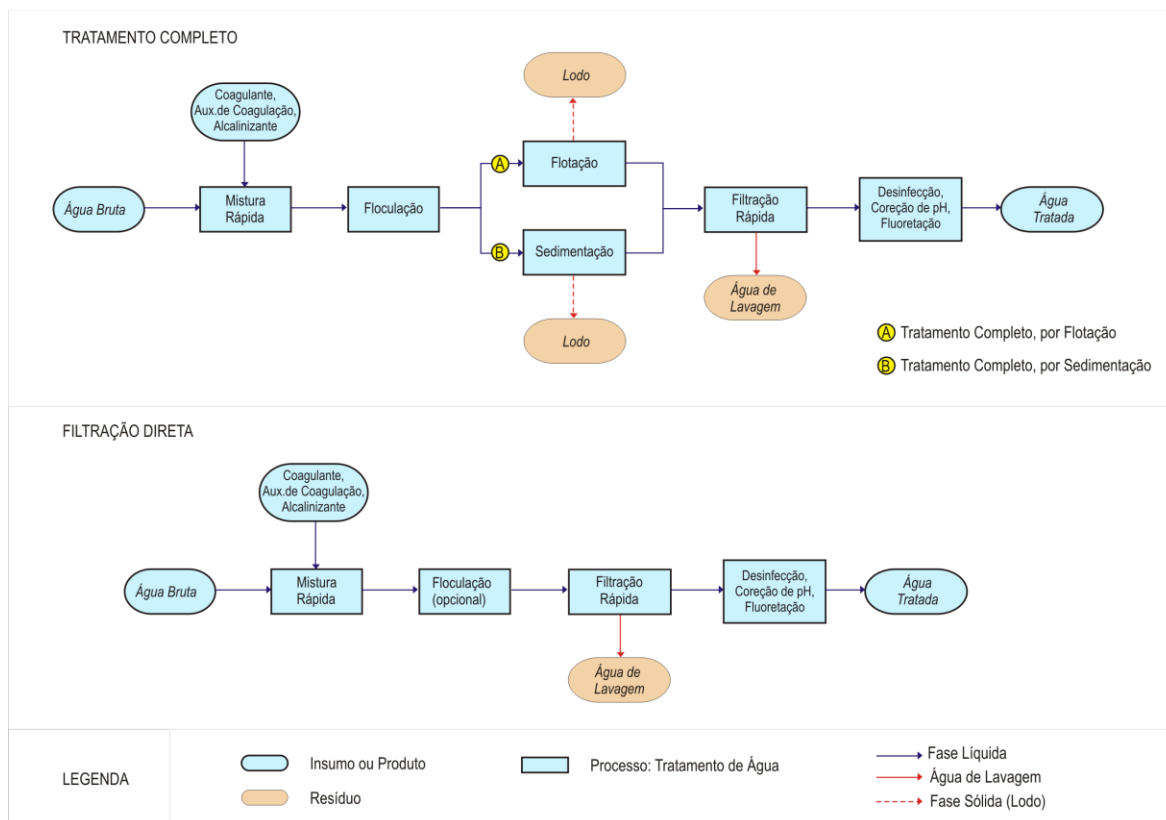 TRATAMENTO COMPLETO
Lodo
Coagulante,
Aux.de Coagulação,
Alcalinizante
Água Bruta
Mistura
Rápida
Floculação
A
Flotação
B
Sedimentação
Lodo
Filtração
Rápida
Água de
Lavagem
Desinfecção,
Coreção de pH,
Fluoretação
Água
Tratada
A Tratamento Completo, por Flotação
B Tratamento Completo, por Sedimentação
FILTRAÇÃO DIRETA
Coagulante,
Aux.de Coagulação,
Alcalinizante
Água Bruta
Mistura
Rápida
Floculação
(opcional)
Filtração
Rápida
Água de
Lavagem
Desinfecção,
Coreção de pH,
Fluoretação
Água
Tratada
LEGENDA
Insumo ou Produto
Resíduo
Processo: Tratamento de Água
Fase Líquida
Água de Lavagem
Fase Sólida (Lodo)